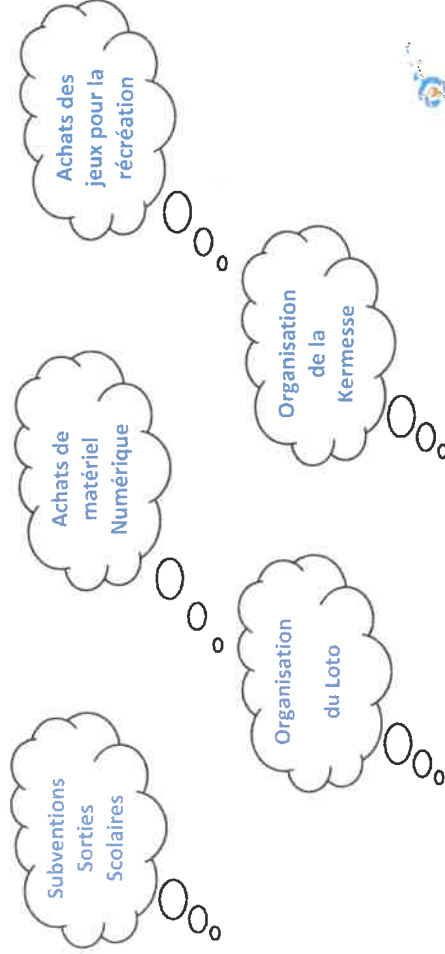 Subventions
Sorties
Scolaires
Achats de
matériel
Numérique
Achats des
jeux pour la
récréation
Organisation
du Loto
Organisation
de la
Kermesse